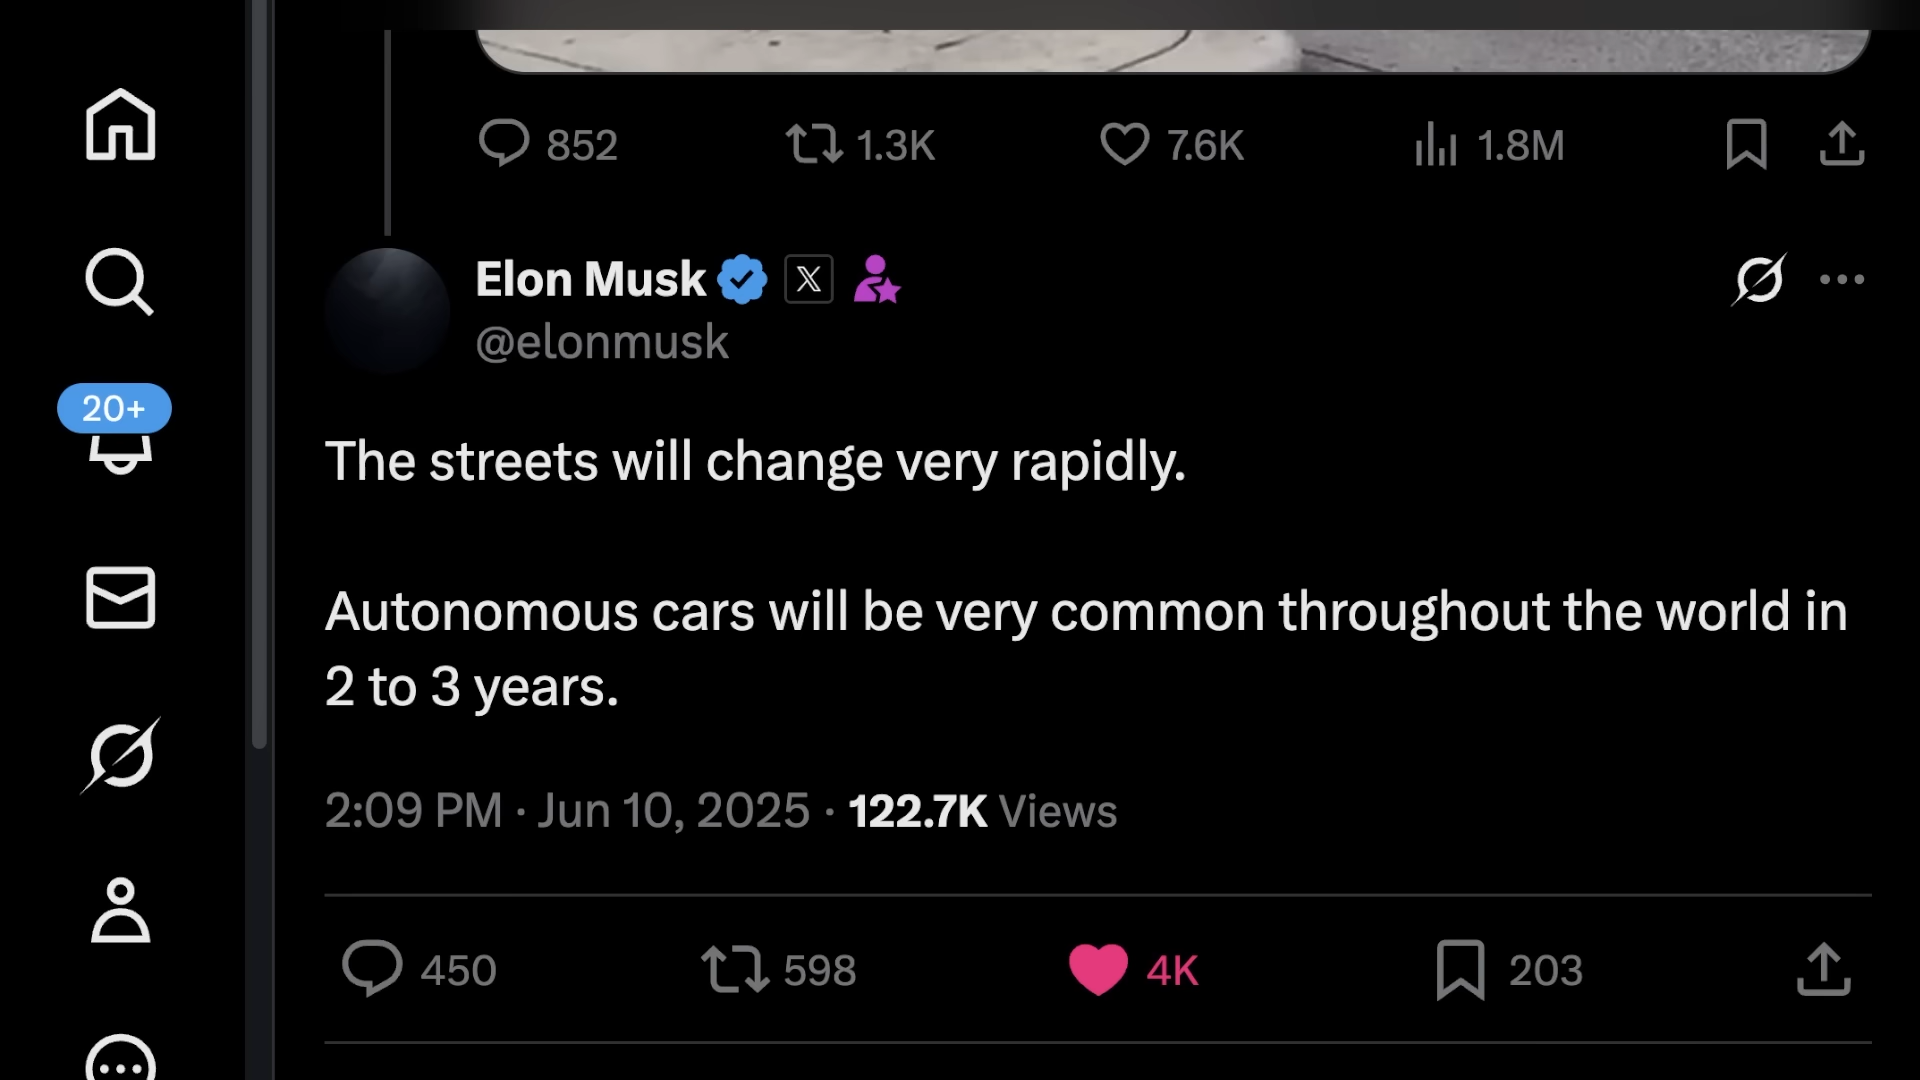 852 1.3K 7.6K 1.8M
Elon Musk
@elonmusk
20+
The streets will change very rapidly.
Autonomous cars will be very common throughout the world in
2 to 3 years.
2:09 PM · Jun 10, 2025 · 122.7K Views
450 598 4K 203